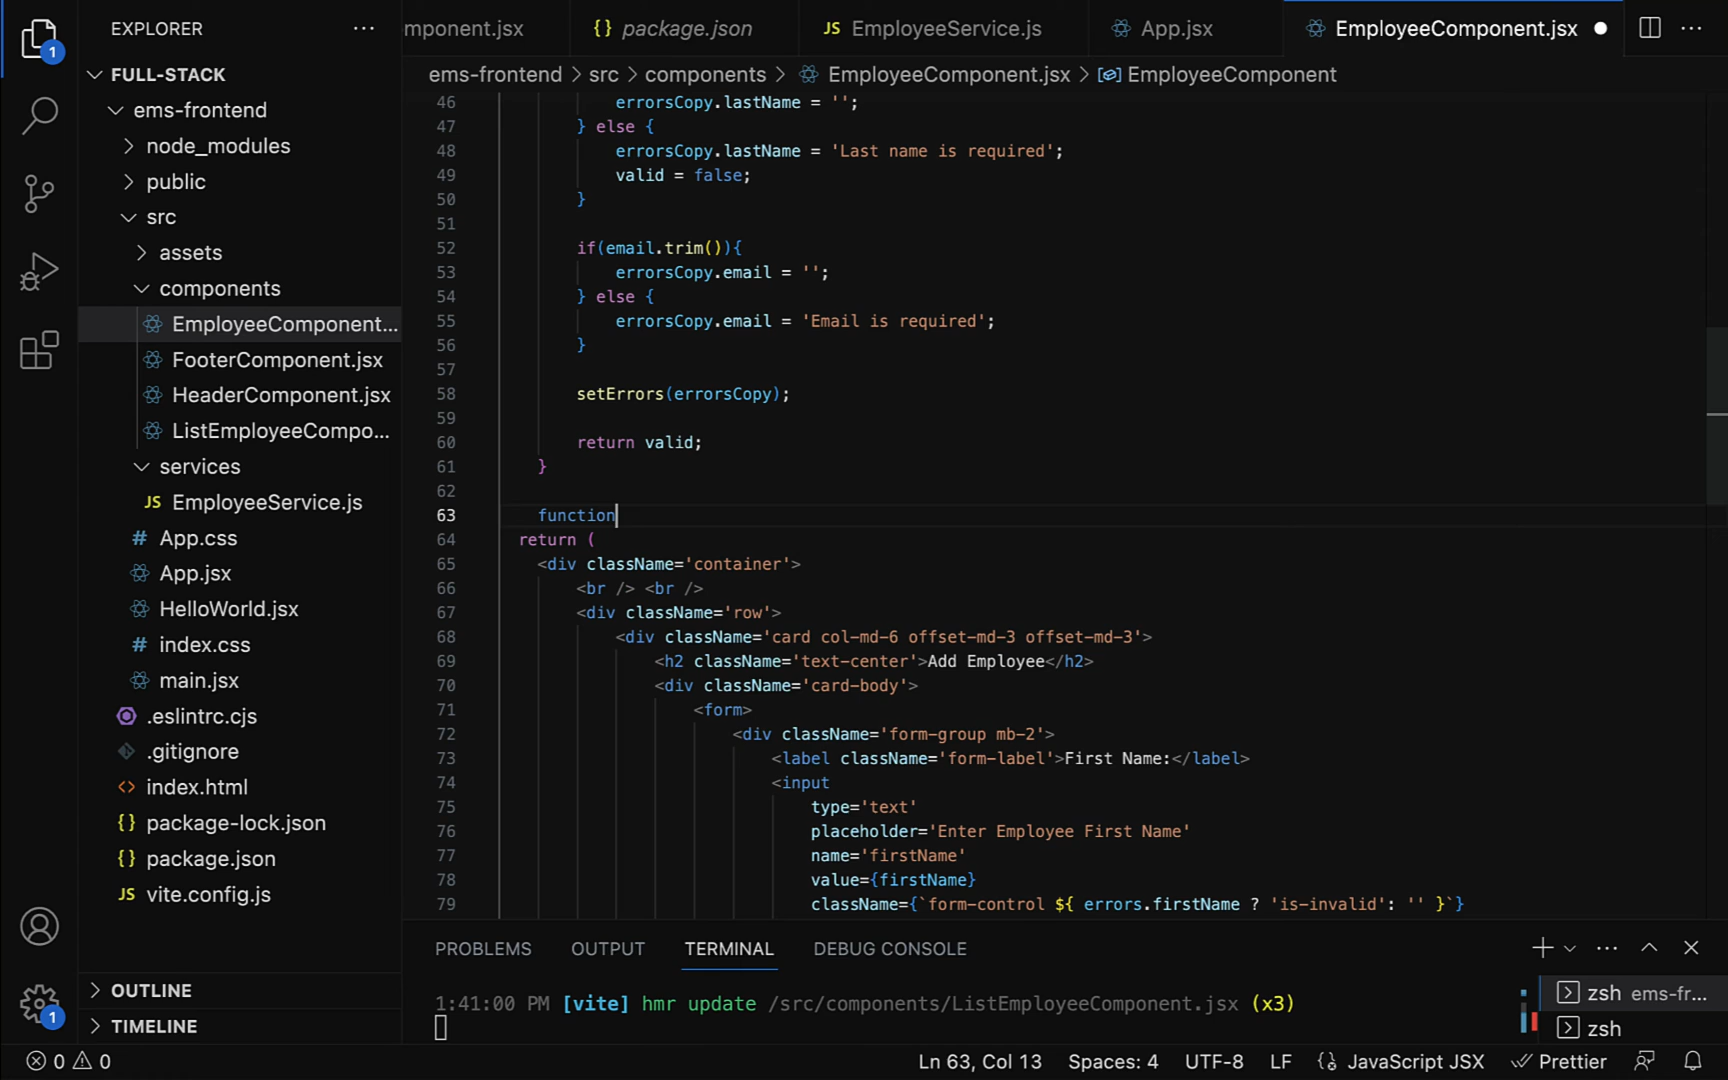 EXPLORER
mponent.jsx
{} package.json
JS EmployeeService.js
App.jsx
EmployeeComponent.jsx
1
FULL-STACK
ems-frontend > src > components > EmployeeComponent.jsx > EmployeeComponent
ems-frontend
node_modules
public
src
assets
components
EmployeeComponent...
FooterComponent.jsx
HeaderComponent.jsx
ListEmployeeCompo...
services
JS EmployeeService.js
# App.css
App.jsx
HelloWorld.jsx
# index.css
main.jsx
.eslintrc.cjs
.gitignore
<> index.html
{} package-lock.json
{} package.json
JS vite.config.js
OUTLINE
TIMELINE
1
46 errorsCopy.lastName = '';
47 } else {
48 errorsCopy.lastName = 'Last name is required';
49 valid = false;
50 }
51
52 if(email.trim()){
53 errorsCopy.email = '';
54 } else {
55 errorsCopy.email = 'Email is required';
56 }
57
58 setErrors(errorsCopy);
59
60 return valid;
61 }
62
63 function
64 return (
65 <div className='container'>
66 <br /> <br />
67 <div className='row'>
68 <div className='card col-md-6 offset-md-3 offset-md-3'>
69 <h2 className='text-center'>Add Employee</h2>
70 <div className='card-body'>
71 <form>
72 <div className='form-group mb-2'>
73 <label className='form-label'>First Name:</label>
74 <input
75 type='text'
76 placeholder='Enter Employee First Name'
77 name='firstName'
78 value={firstName}
79 className={`form-control ${ errors.firstName ? 'is-invalid': '' }`}
PROBLEMS OUTPUT TERMINAL DEBUG CONSOLE
1:41:00 PM [vite] hmr update /src/components/ListEmployeeComponent.jsx (x3)
zsh ems-fr...
zsh
0 0 Ln 63, Col 13 Spaces: 4 UTF-8 LF {} JavaScript JSX Prettier